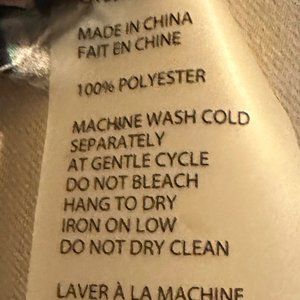 MADE IN CHINA
FAIT EN CHINE
100% POLYESTER
MACHINE WASH COLD
SEPARATELY
AT GENTLE CYCLE
DO NOT BLEACH
HANG TO DRY
IRON ON LOW
DO NOT DRY CLEAN
LAVER À LA MACHINE